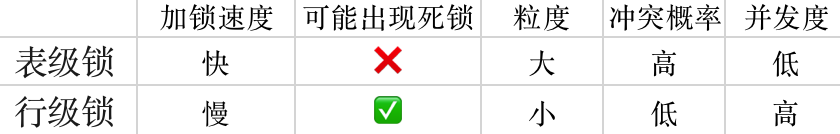 加锁速度 可能出现死锁 粒度 冲突概率 并发度
表级锁 快 ❌ 大 高 低
行级锁 慢 ✅ 小 低 高